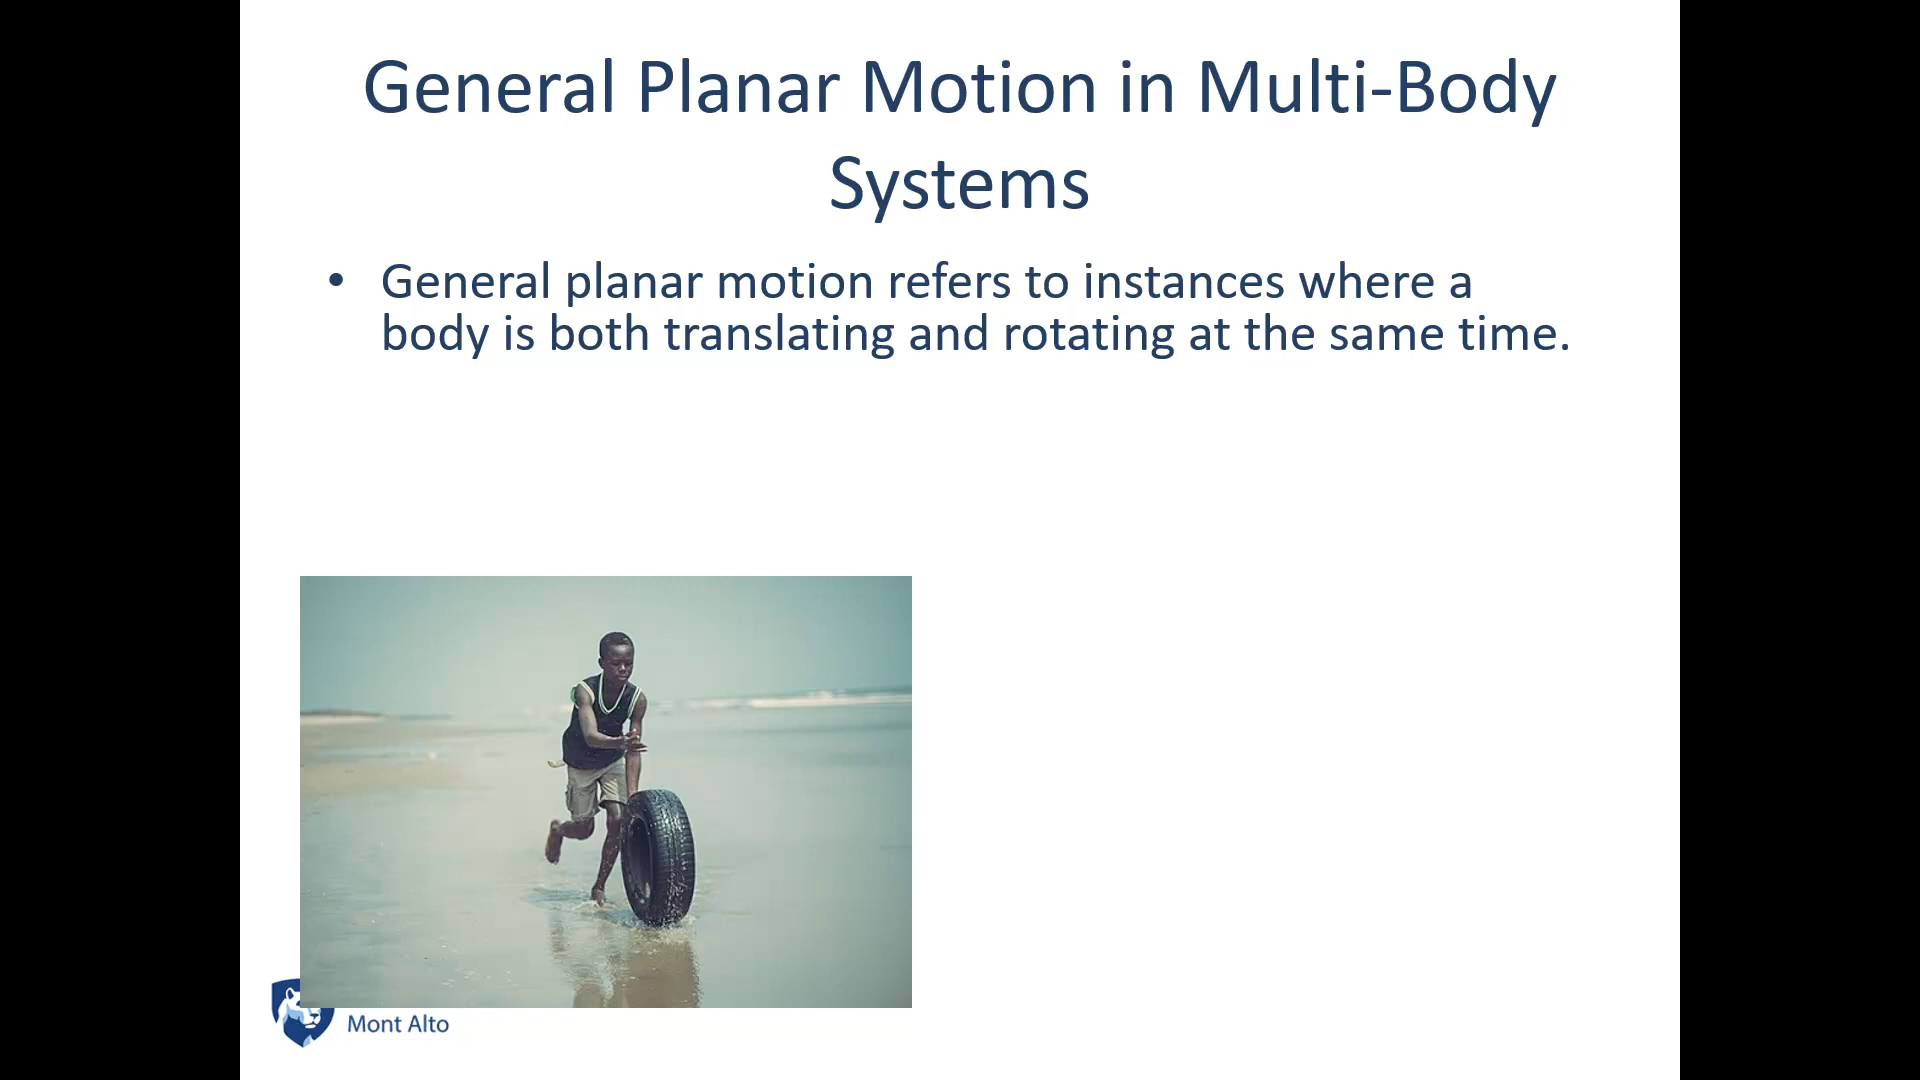 General Planar Motion in Multi-Body
Systems
• General planar motion refers to instances where a
body is both translating and rotating at the same time.
Mont Alto